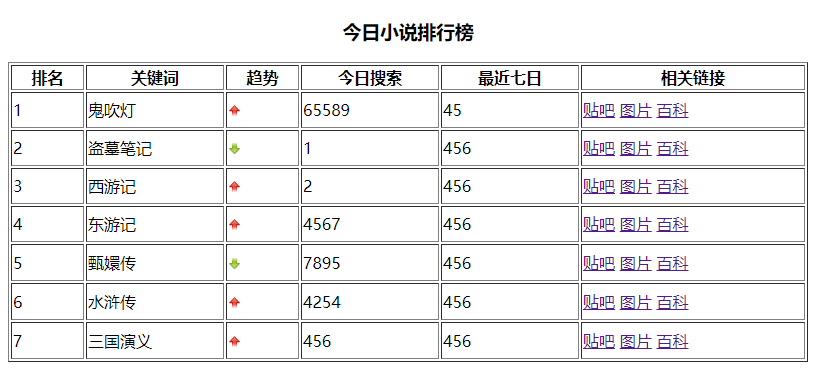 今日小说排行榜
排名 关键词 趋势 今日搜索 最近七日 相关链接
1 鬼吹灯 65589 45 贴吧 图片 百科
2 盗墓笔记 1 456 贴吧 图片 百科
3 西游记 2 456 贴吧 图片 百科
4 东游记 4567 456 贴吧 图片 百科
5 甄嬛传 7895 456 贴吧 图片 百科
6 水浒传 4254 456 贴吧 图片 百科
7 三国演义 456 456 贴吧 图片 百科